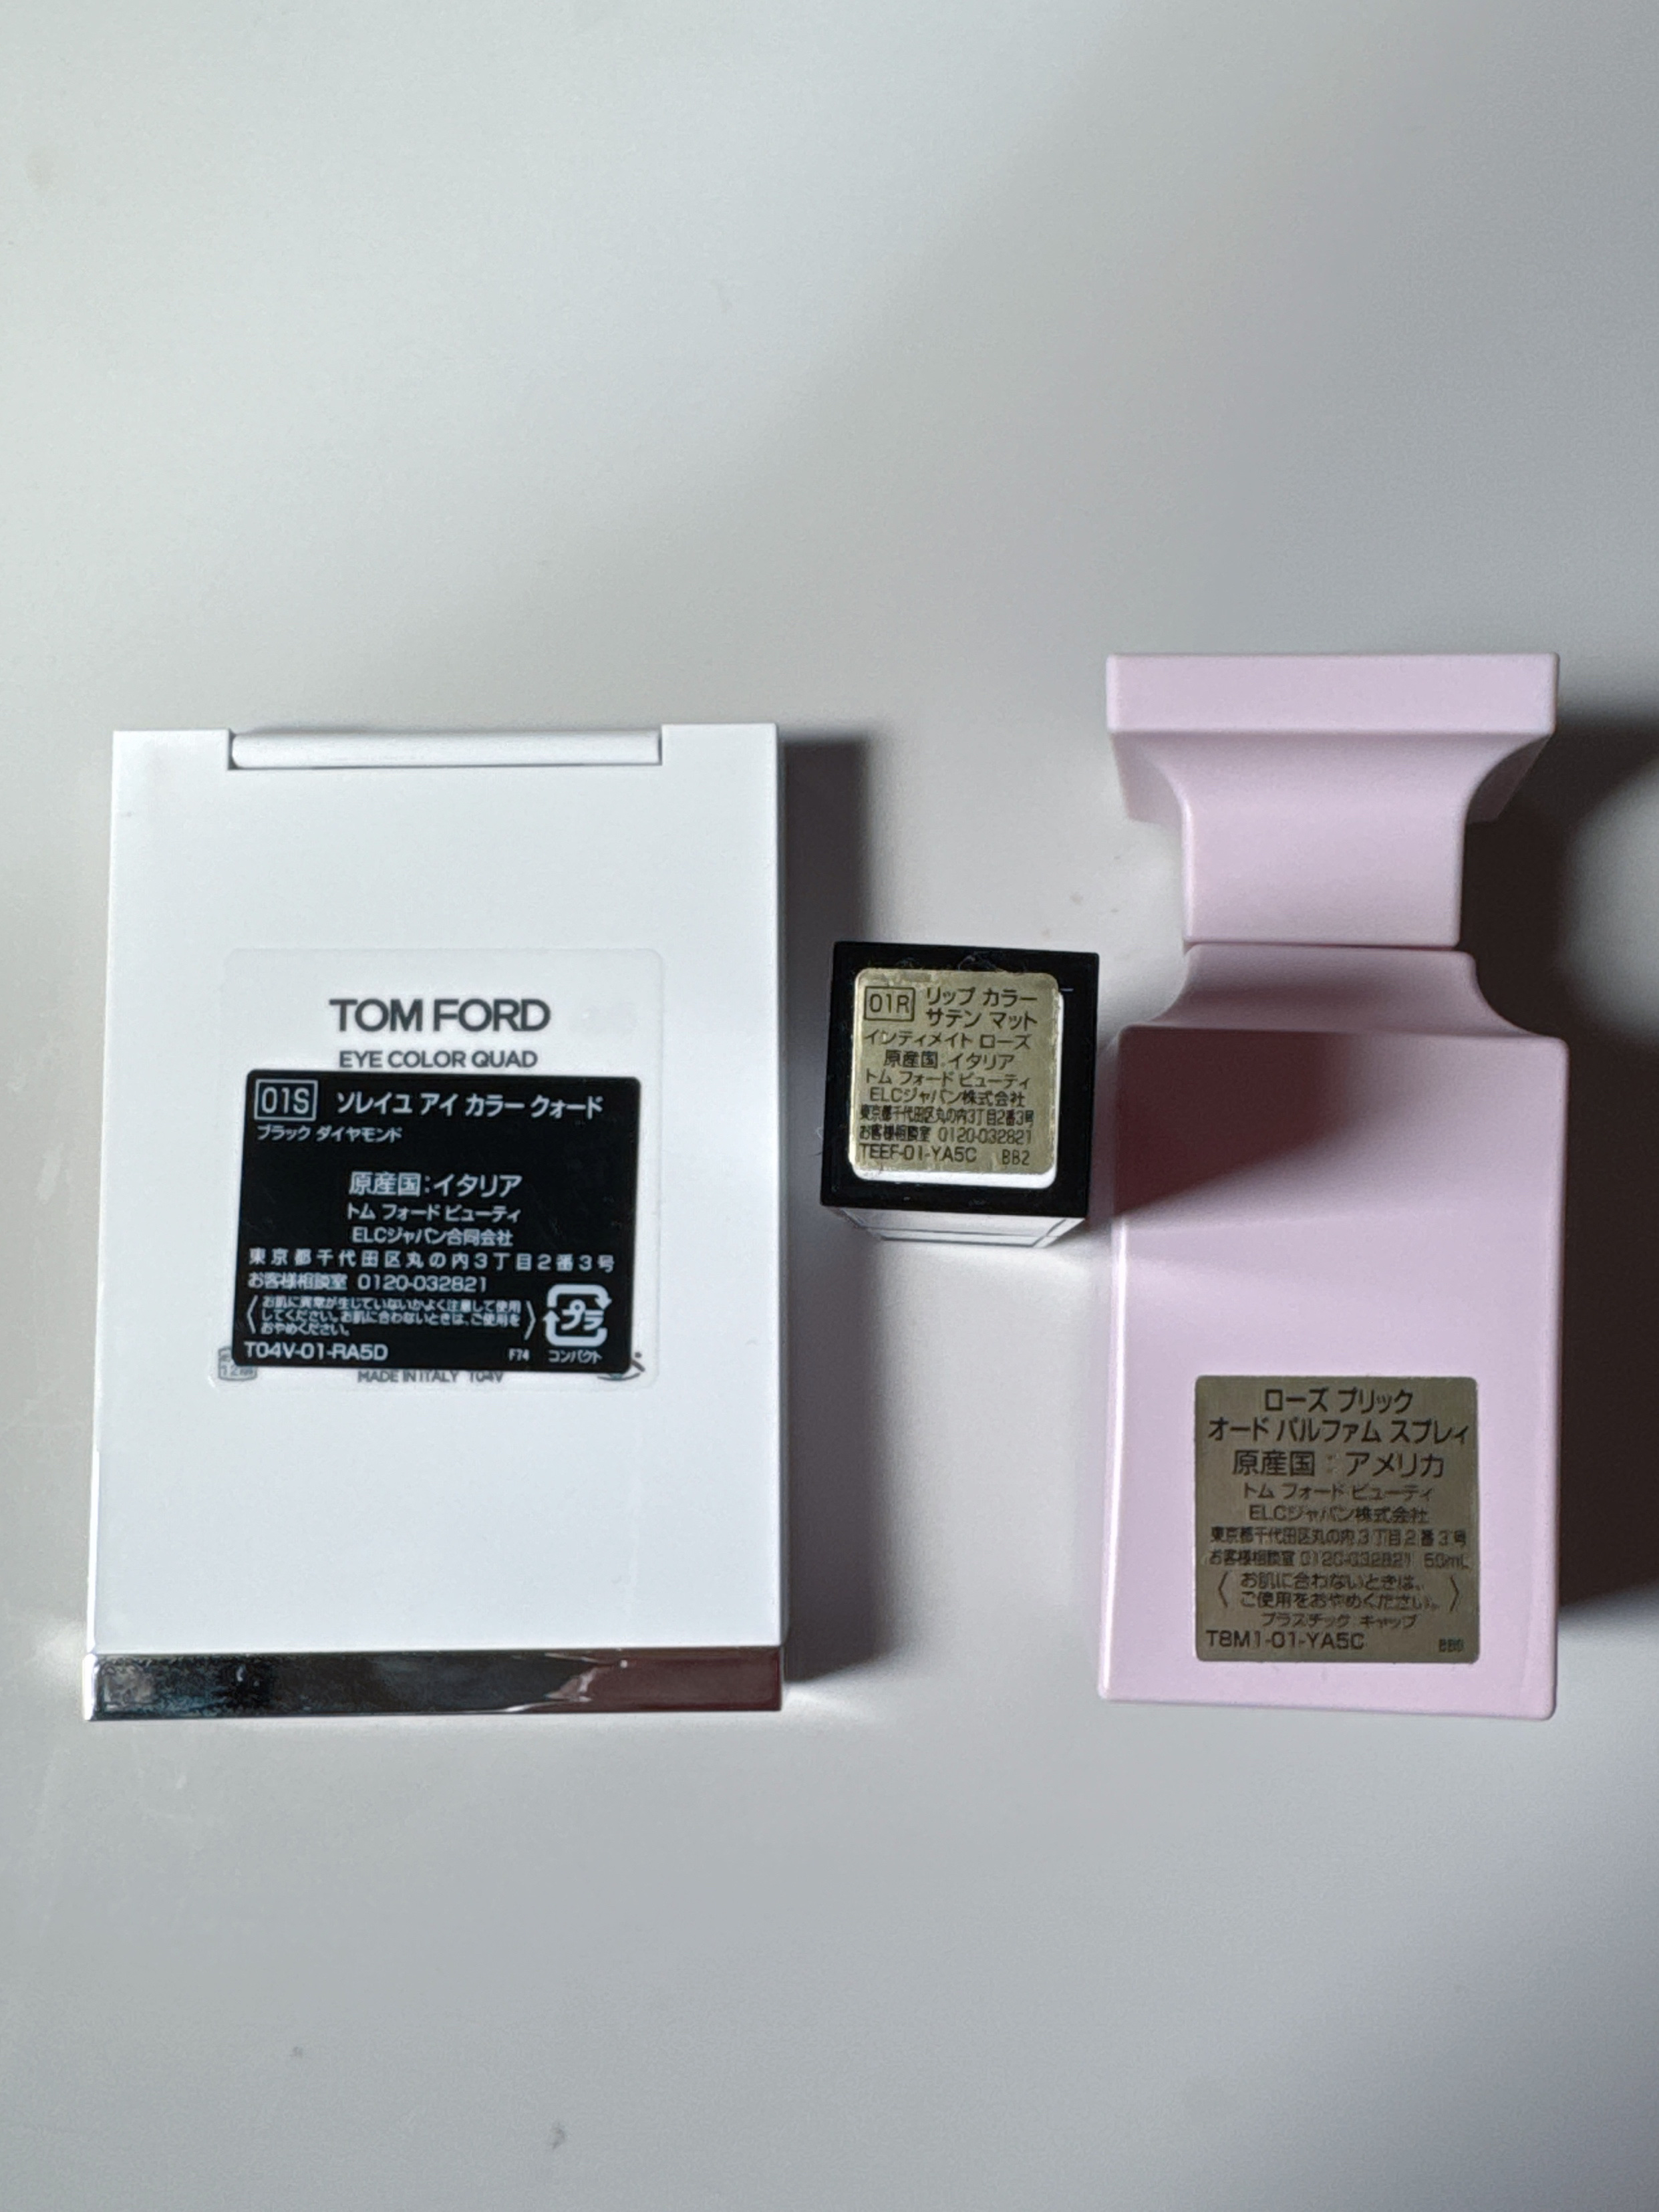 TOM FORD
EYE COLOR QUAD
01S ソレイユ アイ カラー クォード
ブラック ダイヤモンド
原産国:イタリア
トム フォード ビューティ
ELCジャパン合同会社
東京都千代田区丸の内3丁目2番3号
お客様相談室 0120-032821
〈お肌に異常が生じていないかよく注意して使用
してください。お肌に合わないときは、ご使用を
おやめください。〉
プラ
T04V-01-RA5D F74 コンパクト
MADE IN ITALY T04V
01R リップ カラー
サテン マット
インティメイト ローズ
原産国:イタリア
トム フォード ビューティ
ELCジャパン株式会社
東京都千代田区丸の内3丁目2番3号
お客様相談室 0120-032821
TEEF-01-YA5C BB2
ローズ プリック
オード パルファム スプレィ
原産国:アメリカ
トム フォード ビューティ
ELCジャパン株式会社
東京都千代田区丸の内3丁目2番3号
お客様相談室 0120-032821 50mL
〈お肌に合わないときは、
ご使用をおやめください。〉
プラスチック:キャップ
T8M1-01-YA5C